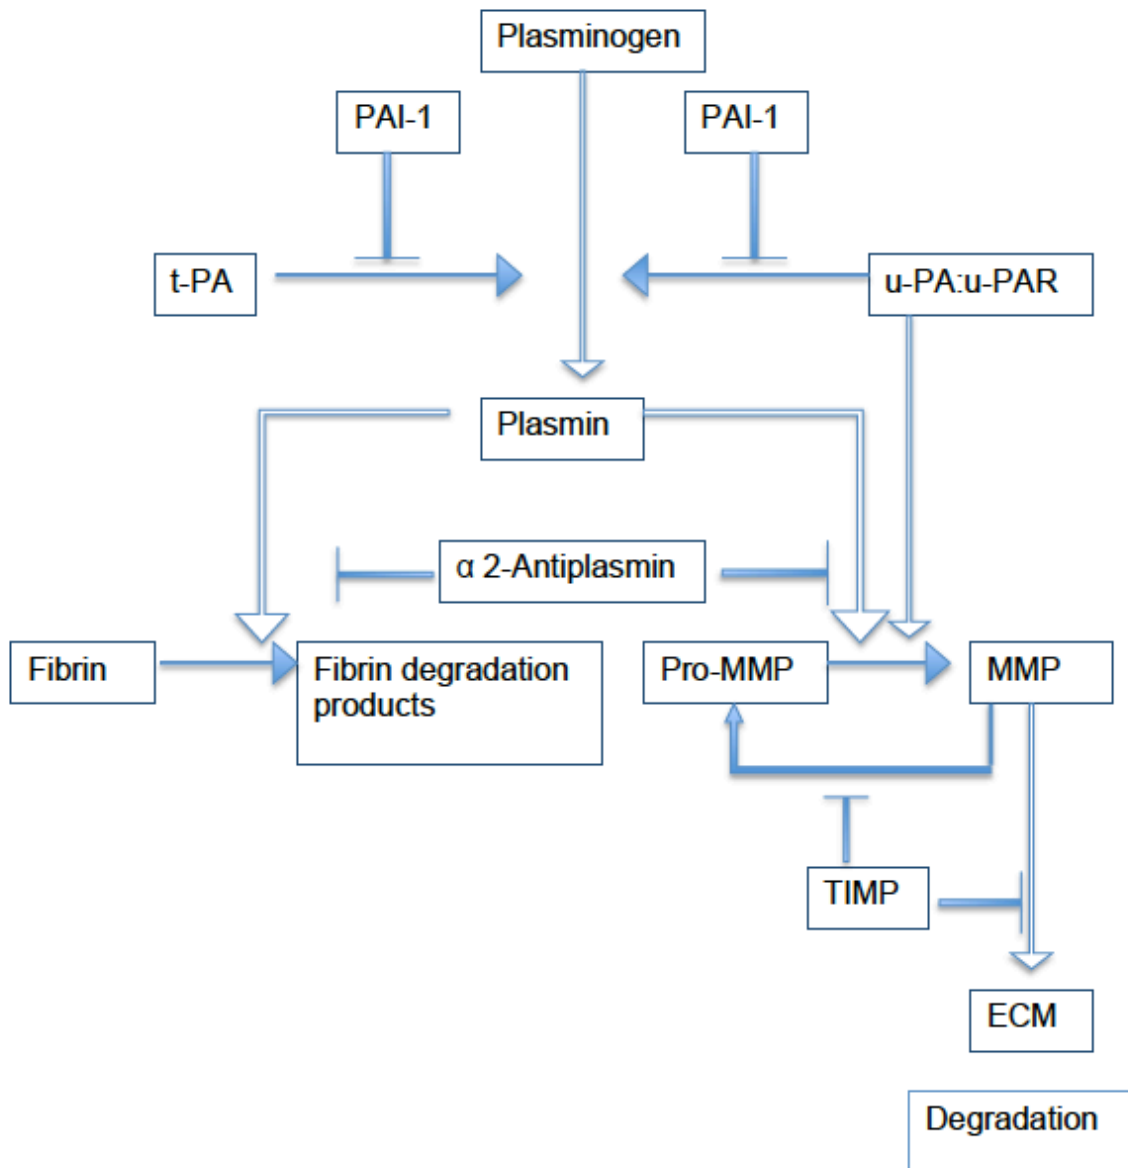 Plasminogen
PAI-1
PAI-1
t-PA
u-PA:u-PAR
Plasmin
α 2-Antiplasmin
Fibrin
Fibrin degradation
products
Pro-MMP
MMP
TIMP
ECM
Degradation